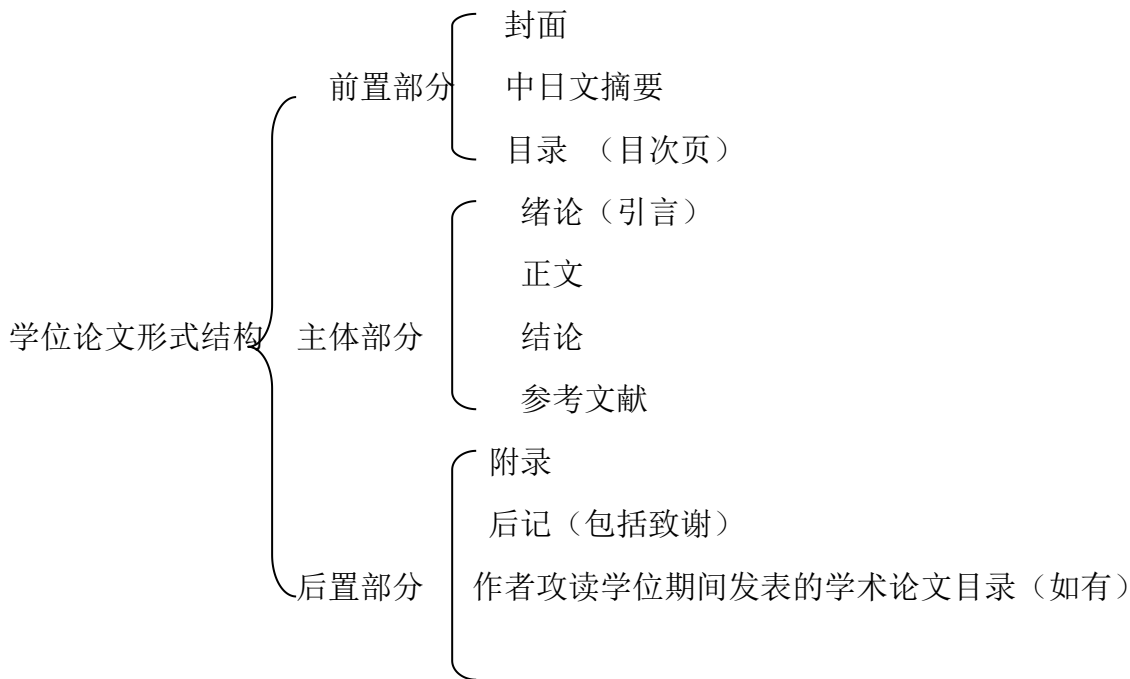 封面
前置部分 中日文摘要
目录 （目次页）
绪论（引言）
正文
学位论文形式结构 主体部分 结论
参考文献
附录
后记（包括致谢）
后置部分 作者攻读学位期间发表的学术论文目录（如有）